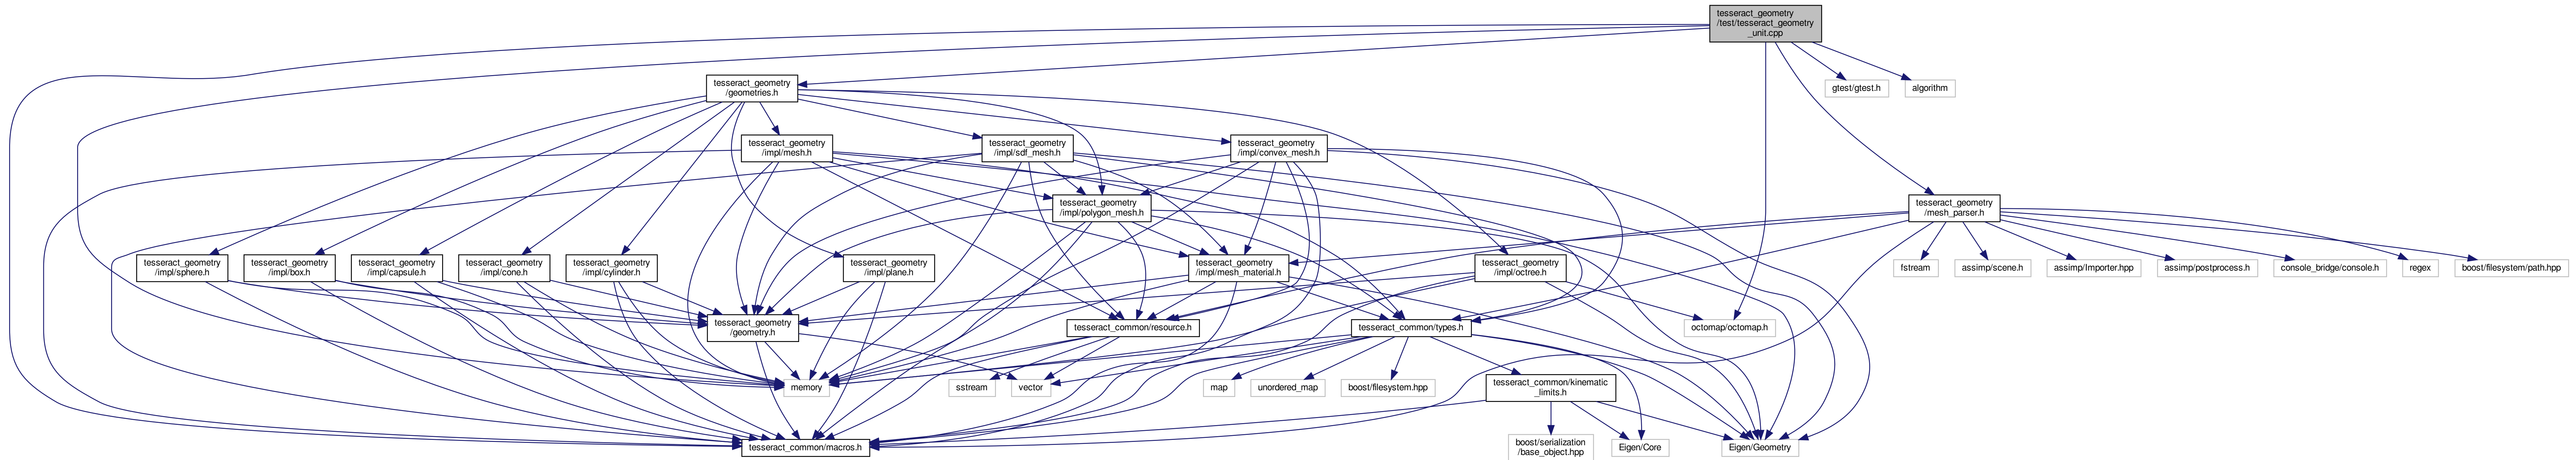 tesseract_geometry
/test/tesseract_geometry
_unit.cpp
tesseract_geometry
/geometries.h
gtest/gtest.h
algorithm
tesseract_geometry
/impl/mesh.h
tesseract_geometry
/impl/sdf_mesh.h
tesseract_geometry
/impl/convex_mesh.h
tesseract_geometry
/impl/polygon_mesh.h
tesseract_geometry
/mesh_parser.h
tesseract_geometry
/impl/sphere.h
tesseract_geometry
/impl/box.h
tesseract_geometry
/impl/capsule.h
tesseract_geometry
/impl/cone.h
tesseract_geometry
/impl/cylinder.h
tesseract_geometry
/impl/plane.h
tesseract_geometry
/impl/mesh_material.h
tesseract_geometry
/impl/octree.h
fstream
assimp/scene.h
assimp/Importer.hpp
assimp/postprocess.h
console_bridge/console.h
regex
boost/filesystem/path.hpp
tesseract_geometry
/geometry.h
tesseract_common/resource.h
tesseract_common/types.h
octomap/octomap.h
memory
sstream
vector
map
unordered_map
boost/filesystem.hpp
tesseract_common/kinematic
_limits.h
tesseract_common/macros.h
boost/serialization
/base_object.hpp
Eigen/Core
Eigen/Geometry